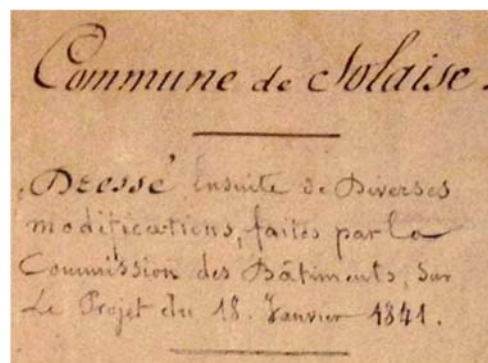 Commune de Solaise.
Dressé Ensuite de Diverses
modifications, faites par la
Commission des Bâtiments, Sur
Le Projet du 18. Janvier 1841.